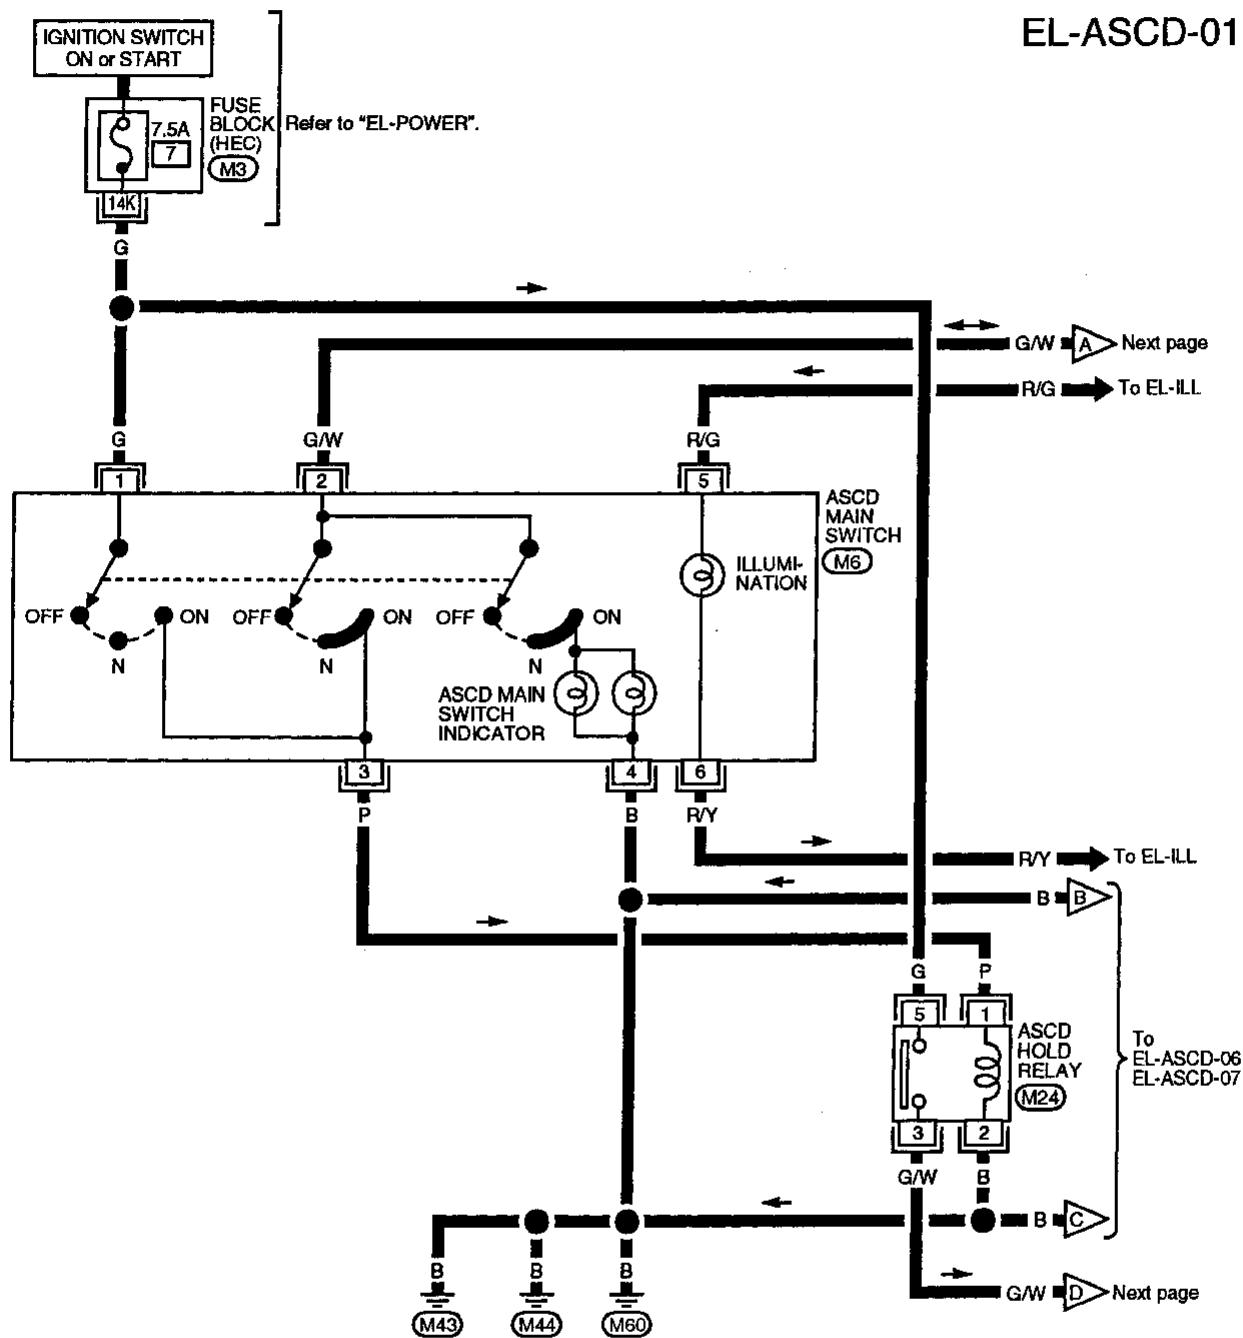 EL-ASCD-01
IGNITION SWITCH
ON or START
FUSE
BLOCK
(HEC)
M3
7.5A
7
Refer to "EL-POWER".
14K
G
G/W
A
Next page
R/G
To EL-ILL
G
G/W
R/G
1
2
5
ASCD
MAIN
SWITCH
M6
ILLUMI-
NATION
OFF
ON
N
OFF
ON
N
OFF
ON
N
ASCD MAIN
SWITCH
INDICATOR
3
4
6
P
B
R/Y
R/Y
To EL-ILL
B
B
G
P
5
1
ASCD
HOLD
RELAY
M24
To
EL-ASCD-06
EL-ASCD-07
3
2
G/W
B
B
C
B
B
B
M43
M44
M60
G/W
D
Next page